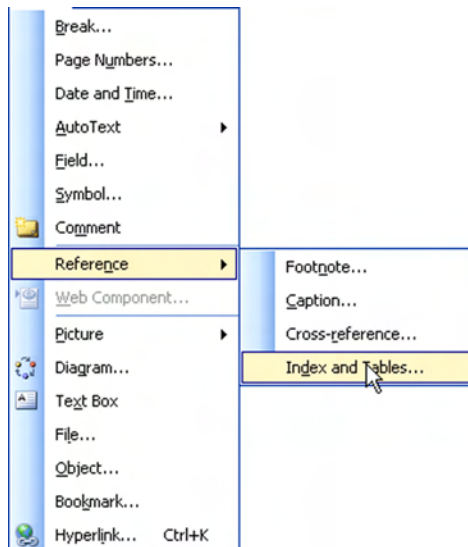 Break...
Page Numbers...
Date and Time...
AutoText
Field...
Symbol...
Comment
Reference
Web Component...
Picture
Diagram...
Text Box
File...
Object...
Bookmark...
Hyperlink... Ctrl+K
Footnote...
Caption...
Cross-reference...
Index and Tables...